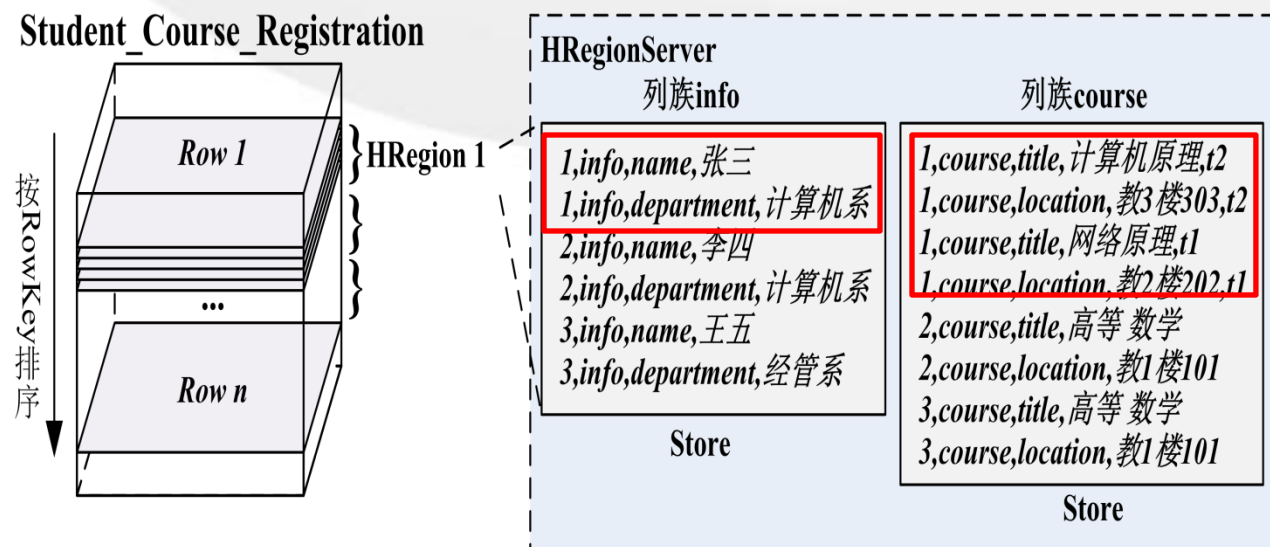 Student_Course_Registration
按RowKey排序
Row 1
...
Row n
HRegion 1
HRegionServer
列族info
1,info,name,张三
1,info,department,计算机系
2,info,name,李四
2,info,department,计算机系
3,info,name,王五
3,info,department,经管系
Store
列族course
1,course,title,计算机原理,t2
1,course,location,教3楼303,t2
1,course,title,网络原理,t1
1,course,location,教2楼202,t1
2,course,title,高等 数学
2,course,location,教1楼101
3,course,title,高等 数学
3,course,location,教1楼101
Store